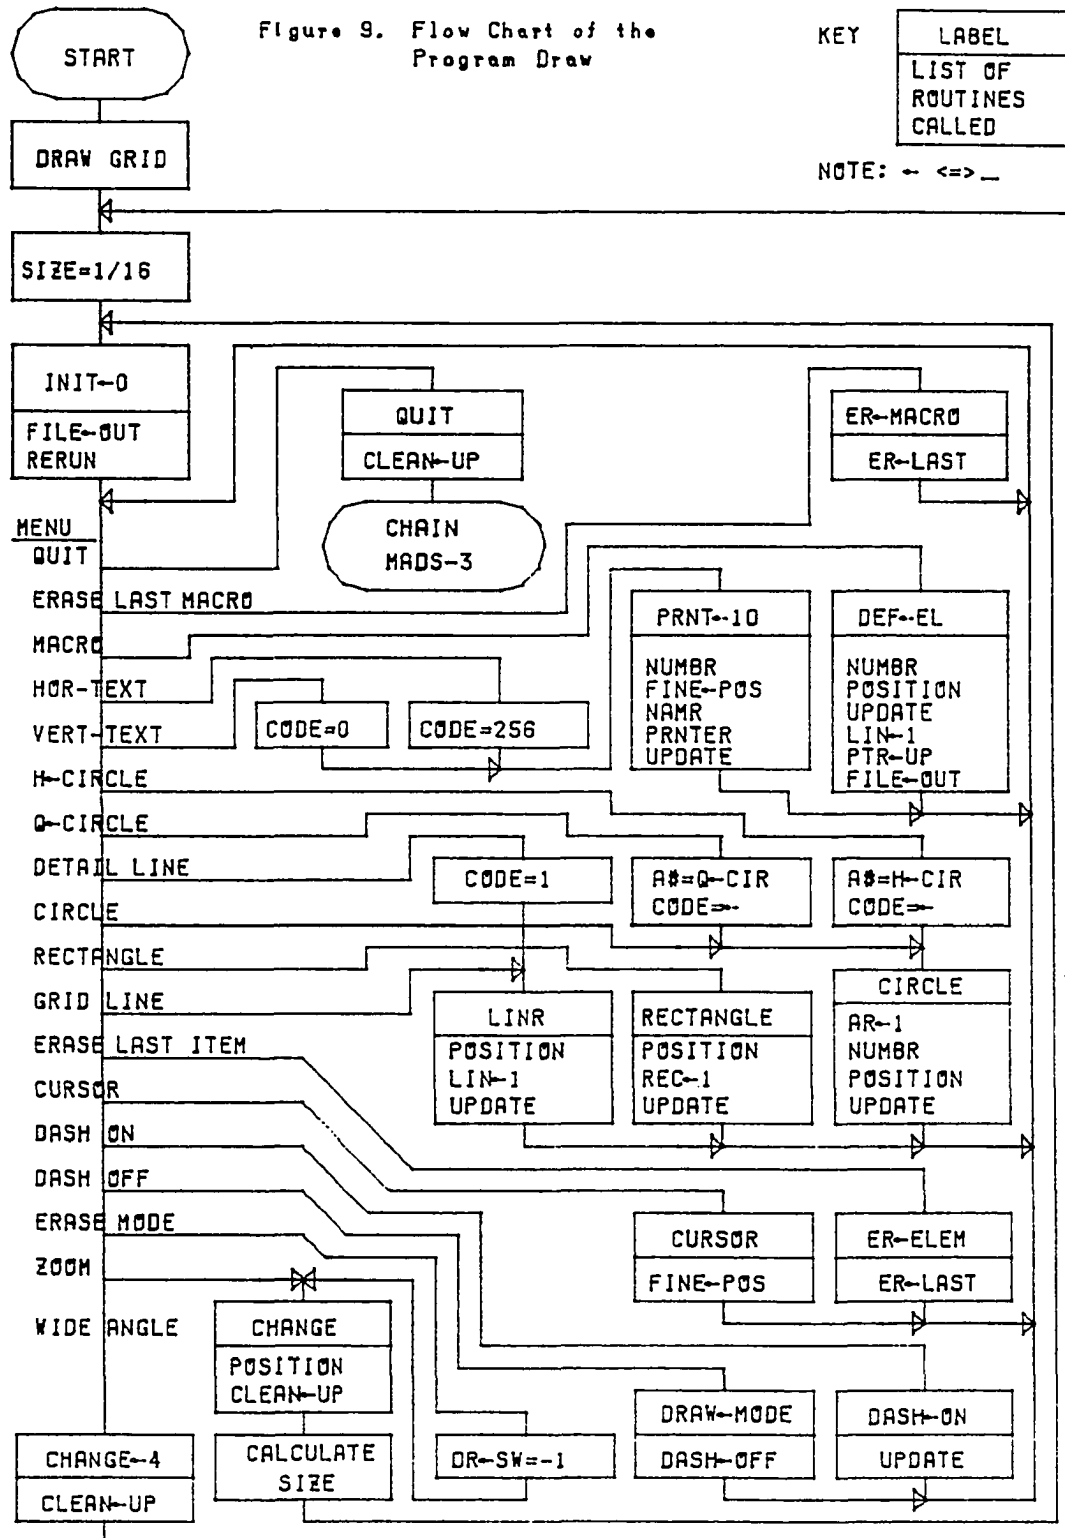 Figure 9. Flow Chart of the
Program Draw
KEY
LABEL
LIST OF
ROUTINES
CALLED
NOTE: ← <=> _
START
DRAW GRID
SIZE=1/16
INIT←0
FILE←OUT
RERUN
QUIT
CLEAN←UP
CHAIN
MADS-3
ER←MACRO
ER←LAST
MENU
QUIT
ERASE LAST MACRO
MACRO
HOR-TEXT
VERT-TEXT
H←CIRCLE
Q←CIRCLE
DETAIL LINE
CIRCLE
RECTANGLE
GRID LINE
ERASE LAST ITEM
CURSOR
DASH ON
DASH OFF
ERASE MODE
ZOOM
WIDE ANGLE
CODE=0
CODE=256
PRNT←10
NUMBR
FINE←POS
NAMR
PRNTER
UPDATE
DEF←EL
NUMBR
POSITION
UPDATE
LIN←1
PTR←UP
FILE←OUT
CODE=1
A$=Q←CIR
CODE=←
A$=H←CIR
CODE=←
LINR
POSITION
LIN←1
UPDATE
RECTANGLE
POSITION
REC←1
UPDATE
CIRCLE
AR←1
NUMBR
POSITION
UPDATE
CURSOR
FINE←POS
ER←ELEM
ER←LAST
CHANGE
POSITION
CLEAN←UP
CALCULATE
SIZE
DR←SW=-1
DRAW←MODE
DASH←OFF
DASH←ON
UPDATE
CHANGE←4
CLEAN←UP